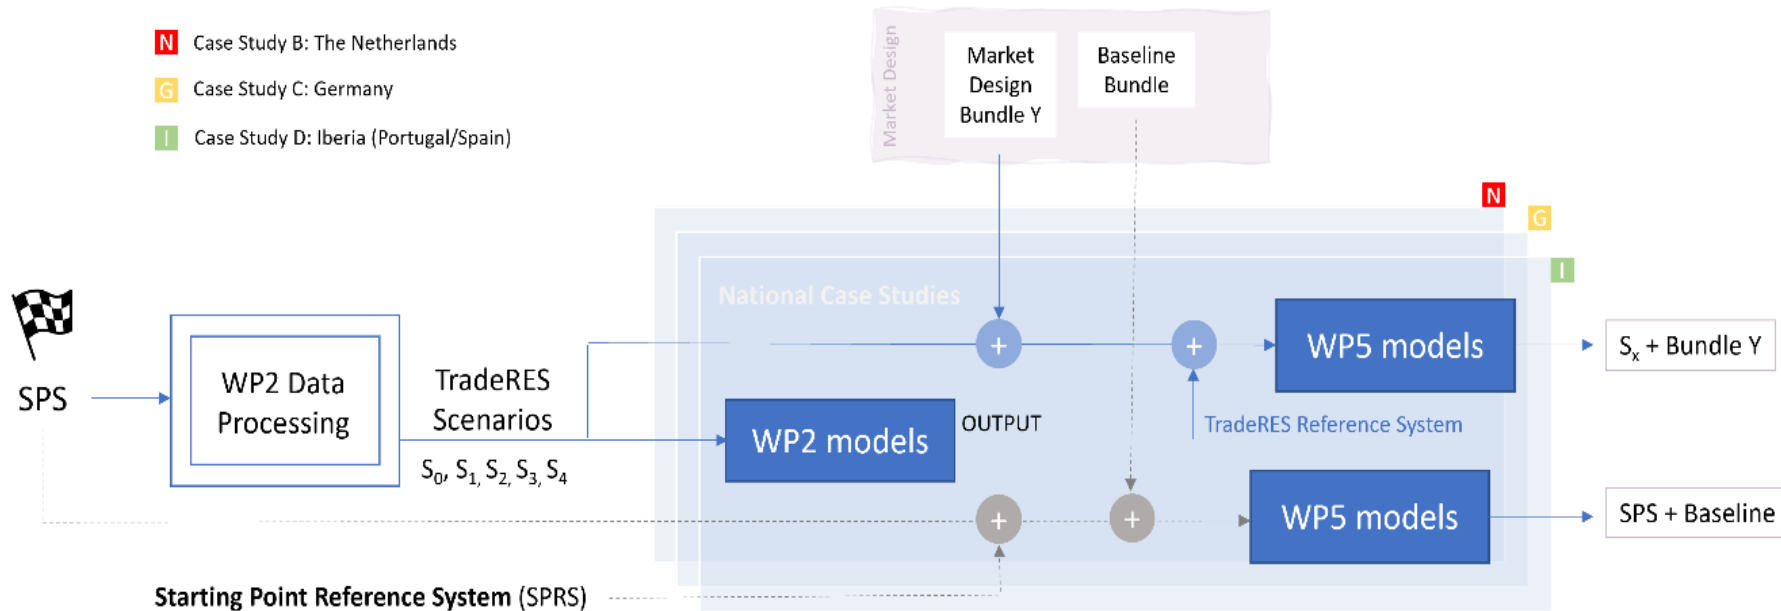 N Case Study B: The Netherlands
G Case Study C: Germany
I Case Study D: Iberia (Portugal/Spain)
Market Design
Market
Design
Bundle Y
Baseline
Bundle
N
G
I
National Case Studies
SPS
WP2 Data
Processing
TradeRES
Scenarios
S0, S1, S2, S3, S4
+
+
WP5 models
Sx + Bundle Y
WP2 models
OUTPUT
TradeRES Reference System
+
+
WP5 models
SPS + Baseline
Starting Point Reference System (SPRS)